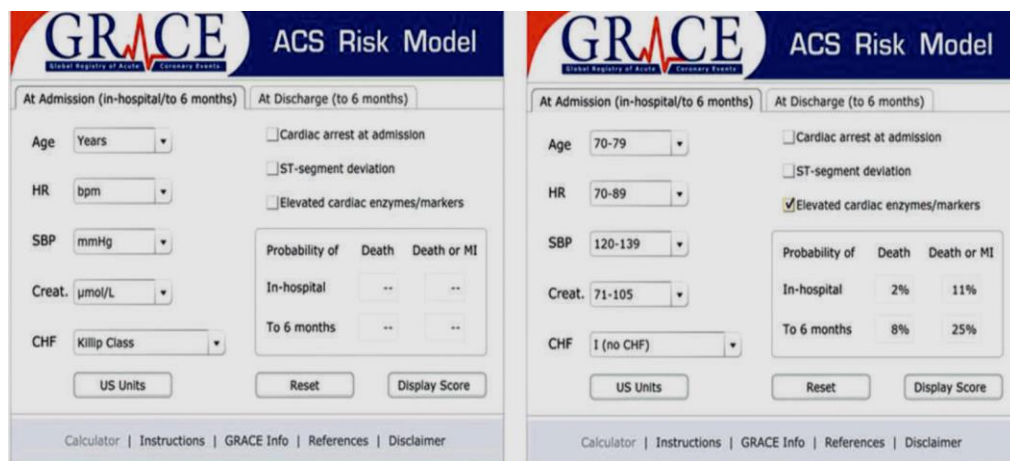 GRACE
Global Registry of Acute Coronary Events
ACS Risk Model
At Admission (in-hospital/to 6 months)
At Discharge (to 6 months)
Age Years
HR bpm
SBP mmHg
Creat. µmol/L
CHF Killip Class
Cardiac arrest at admission
ST-segment deviation
Elevated cardiac enzymes/markers
Probability of Death Death or MI
In-hospital -- --
To 6 months -- --
US Units
Reset
Display Score
Calculator | Instructions | GRACE Info | References | Disclaimer
GRACE
Global Registry of Acute Coronary Events
ACS Risk Model
At Admission (in-hospital/to 6 months)
At Discharge (to 6 months)
Age 70-79
HR 70-89
SBP 120-139
Creat. 71-105
CHF I (no CHF)
Cardiac arrest at admission
ST-segment deviation
Elevated cardiac enzymes/markers
Probability of Death Death or MI
In-hospital 2% 11%
To 6 months 8% 25%
US Units
Reset
Display Score
Calculator | Instructions | GRACE Info | References | Disclaimer